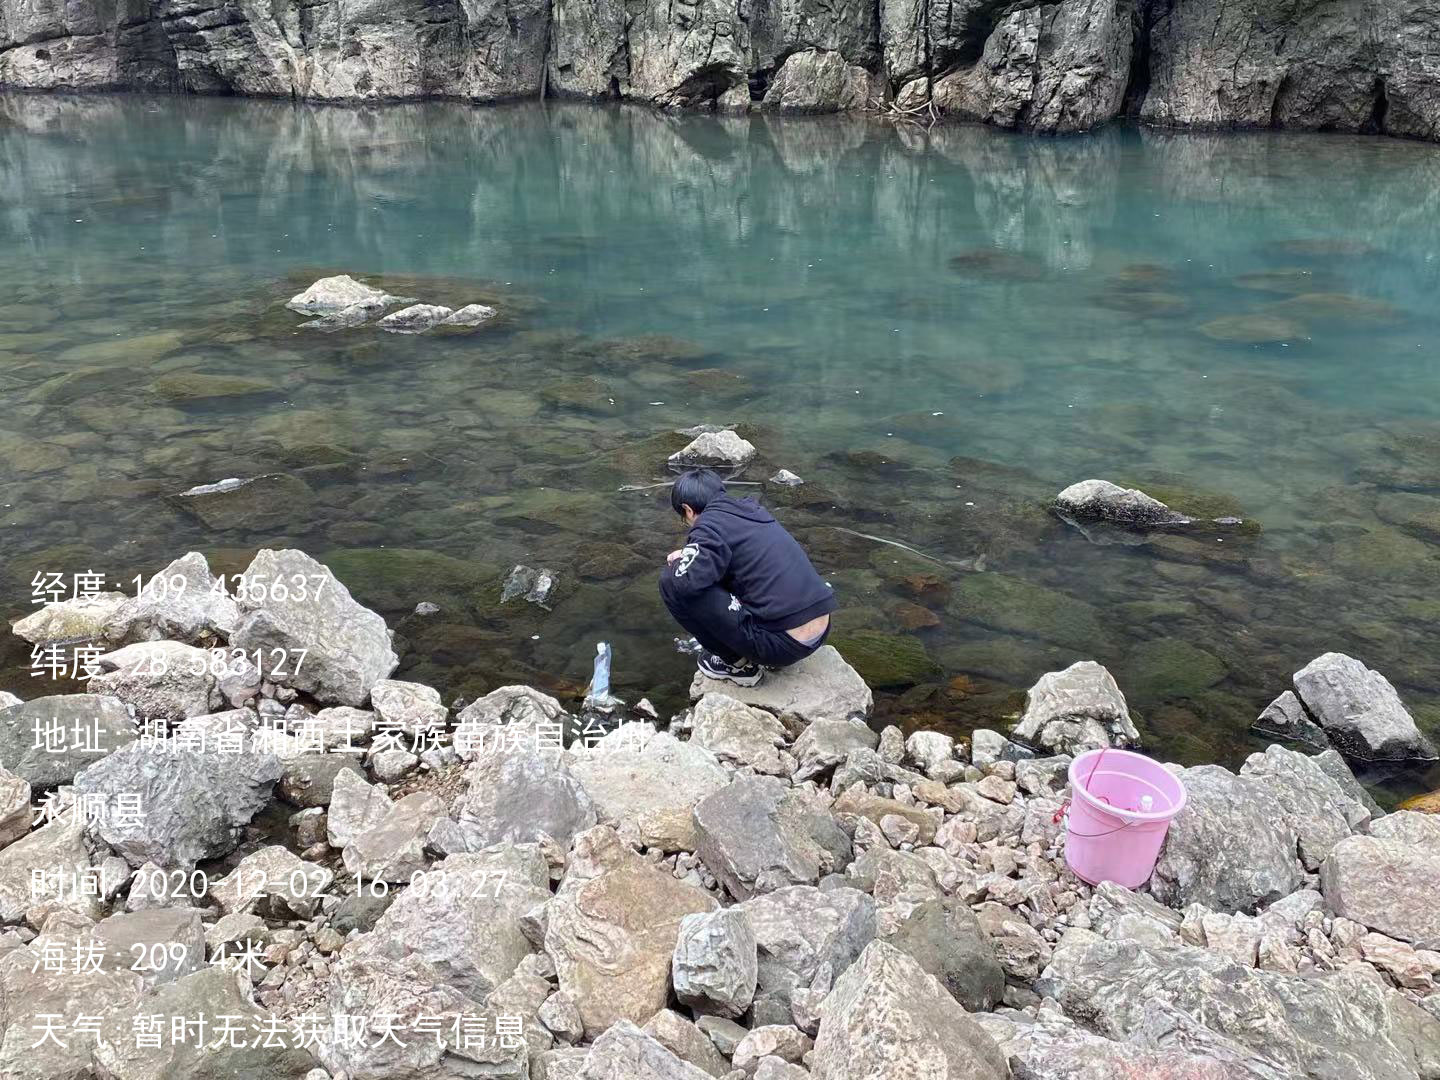 经度:109.435637
纬度:28.583127
地址:湖南省湘西土家族苗族自治州
永顺县
时间:2020-12-02 16:03:27
海拔:209.4米
天气:暂时无法获取天气信息